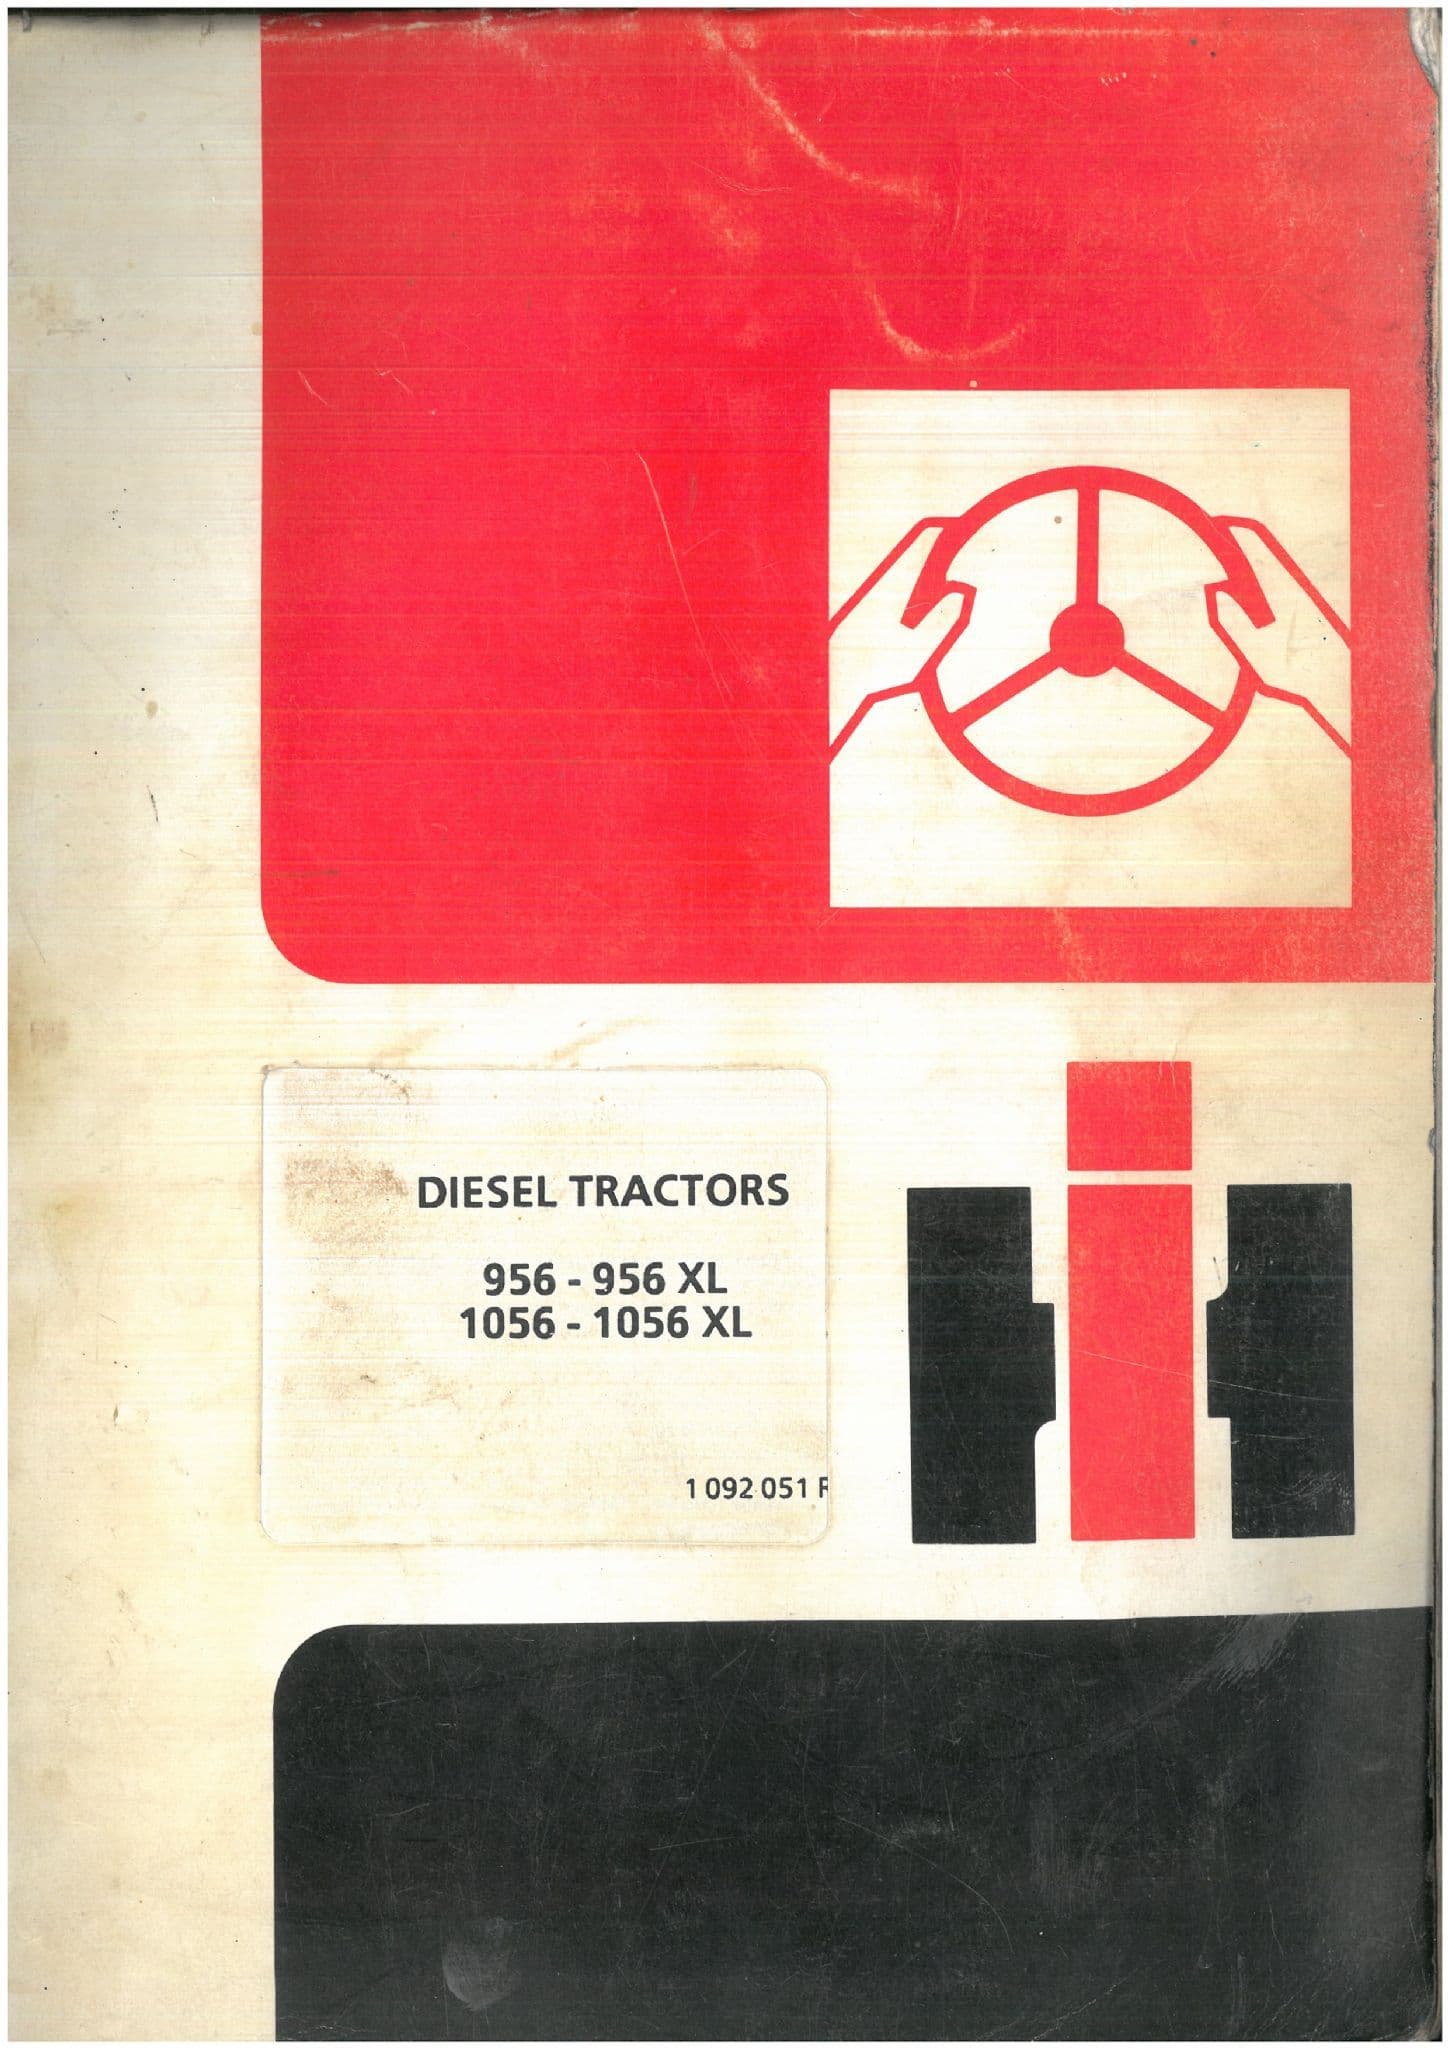 DIESEL TRACTORS
956 - 956 XL
1056 - 1056 XL
1 092 051 R